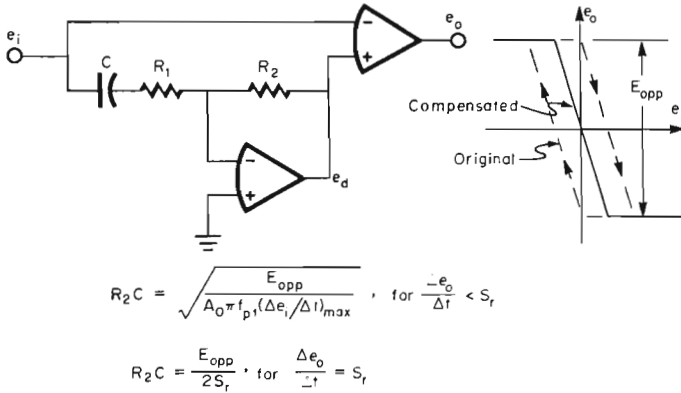 e_i
C
R_1
R_2
e_o
−
+
−
+
e_d
e_o
E_opp
e
Compensated
Original
R_2C = √(E_opp / (A_0 π f_p1 (Δe_i/Δt)_max)) , for Δe_o/Δt < S_r
R_2C = E_opp / 2S_r , for Δe_o/Δt = S_r